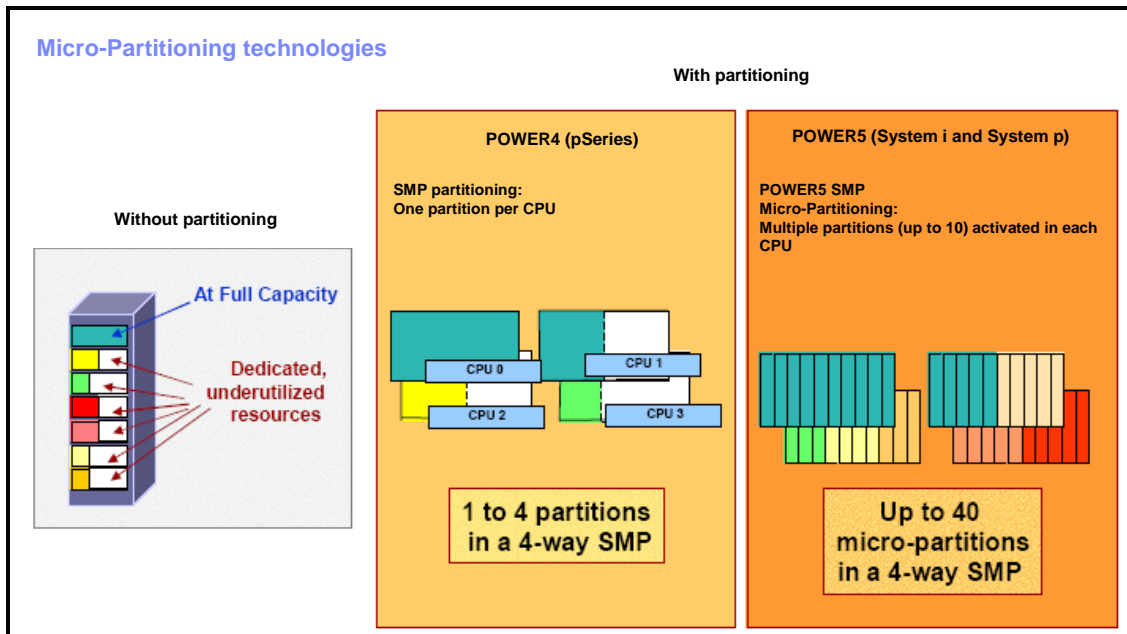 Micro-Partitioning technologies
With partitioning
Without partitioning
At Full Capacity
Dedicated,
underutilized
resources
POWER4 (pSeries)
SMP partitioning:
One partition per CPU
CPU 0
CPU 1
CPU 2
CPU 3
1 to 4 partitions
in a 4-way SMP
POWER5 (System i and System p)
POWER5 SMP
Micro-Partitioning:
Multiple partitions (up to 10) activated in each
CPU
Up to 40
micro-partitions
in a 4-way SMP